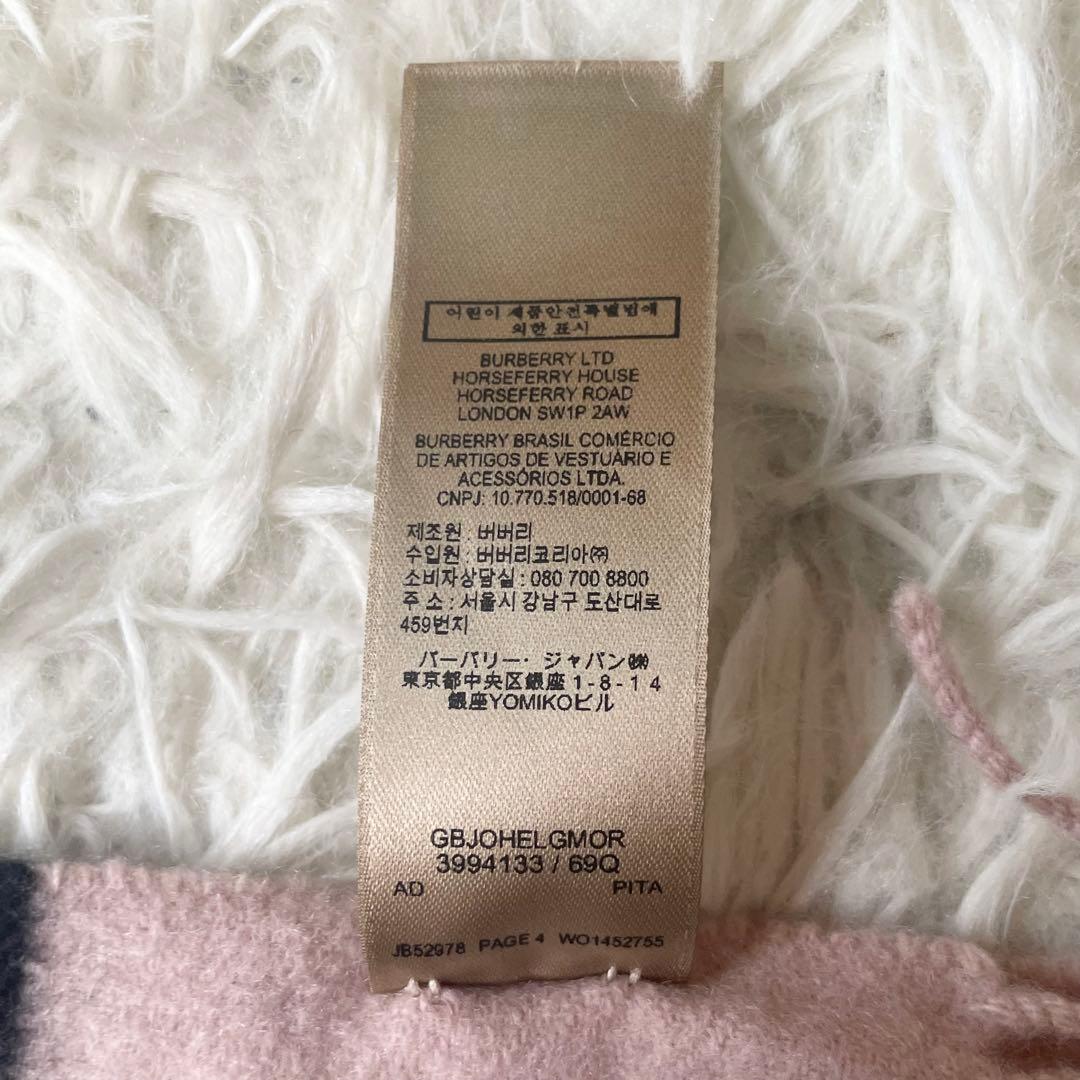 어린이 제품안전특별법에
의한 표시
BURBERRY LTD
HORSEFERRY HOUSE
HORSEFERRY ROAD
LONDON SW1P 2AW
BURBERRY BRASIL COMÉRCIO
DE ARTIGOS DE VESTUARIO E
ACESSÓRIOS LTDA.
CNPJ: 10.770.518/0001-68
제조원 : 버버리
수입원 : 버버리코리아㈜
소비자상담실 : 080 700 8800
주 소 : 서울시 강남구 도산대로
459번지
バーバリー・ジャパン㈱
東京都中央区銀座1-8-14
銀座YOMIKOビル
GBJOHELGMOR
3994133 / 69Q
AD PITA
JB52978 PAGE 4 WO1452755